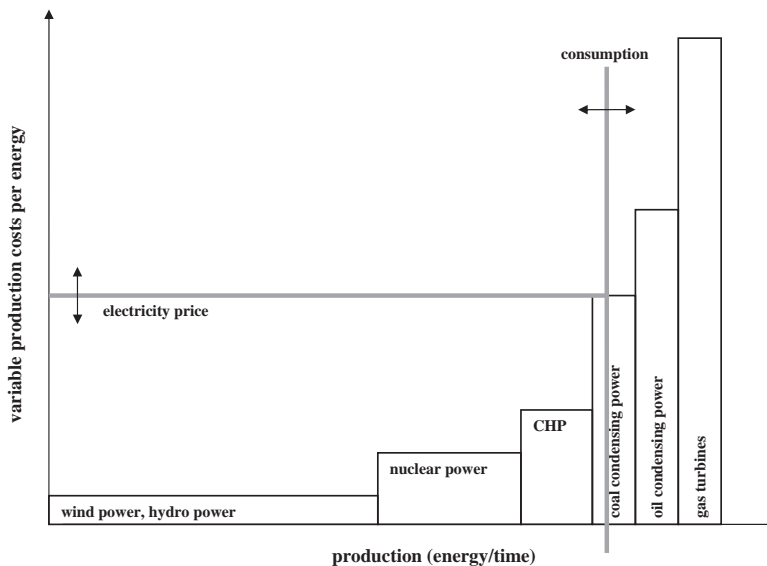 consumption
variable production costs per energy
electricity price
CHP
nuclear power
wind power, hydro power
coal condensing power
oil condensing power
gas turbines
production (energy/time)